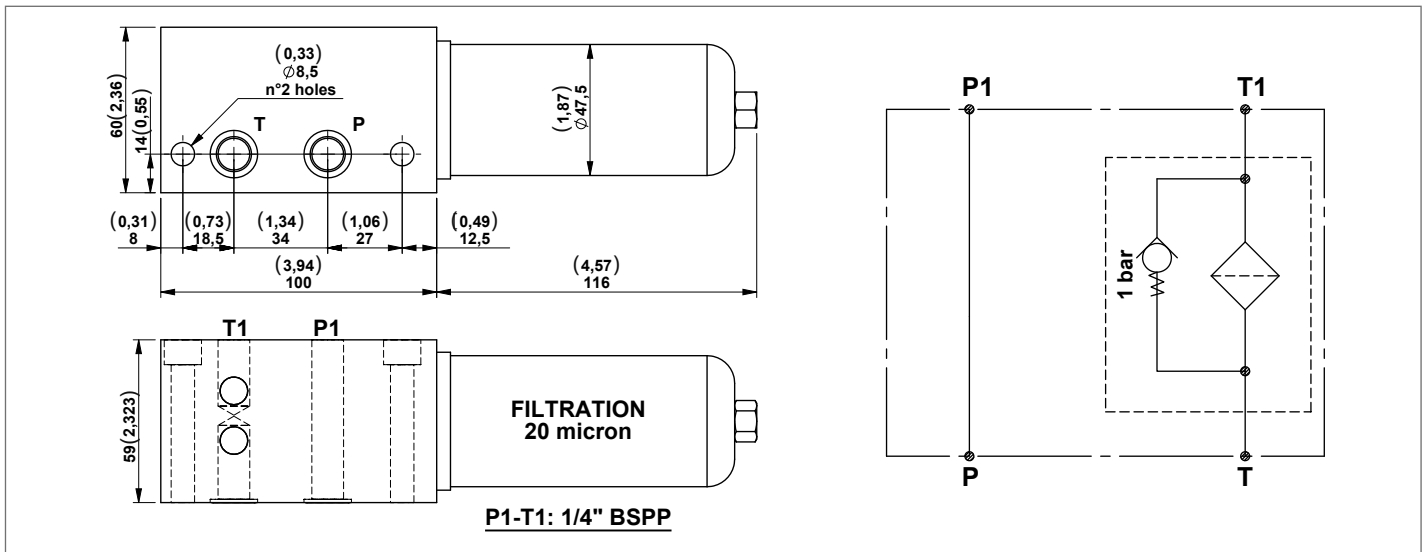 (0,33)
∅8,5
n°2 holes
60(2,36)
14(0,55)
T
P
(1,87)
∅47,5
(0,31)
8
(0,73)
18,5
(1,34)
34
(1,06)
27
(0,49)
12,5
(3,94)
100
(4,57)
116
T1
P1
59(2,323)
FILTRATION
20 micron
P1-T1: 1/4" BSPP
P1
T1
1 bar
P
T